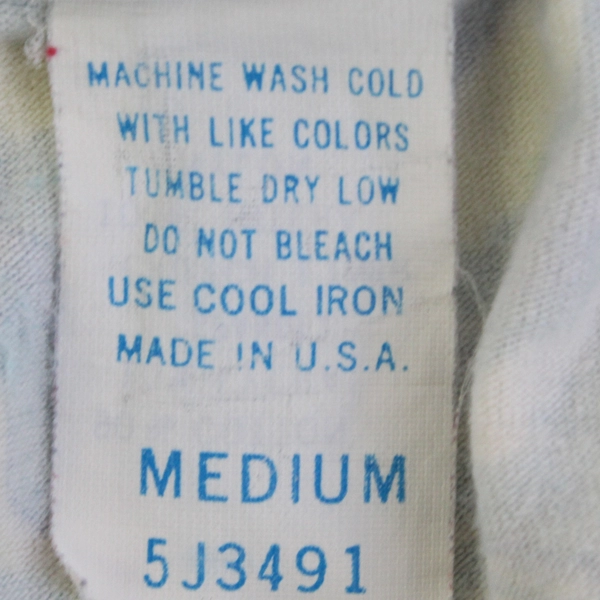 MACHINE WASH COLD
WITH LIKE COLORS
TUMBLE DRY LOW
DO NOT BLEACH
USE COOL IRON
MADE IN U.S.A.
MEDIUM
5J3491